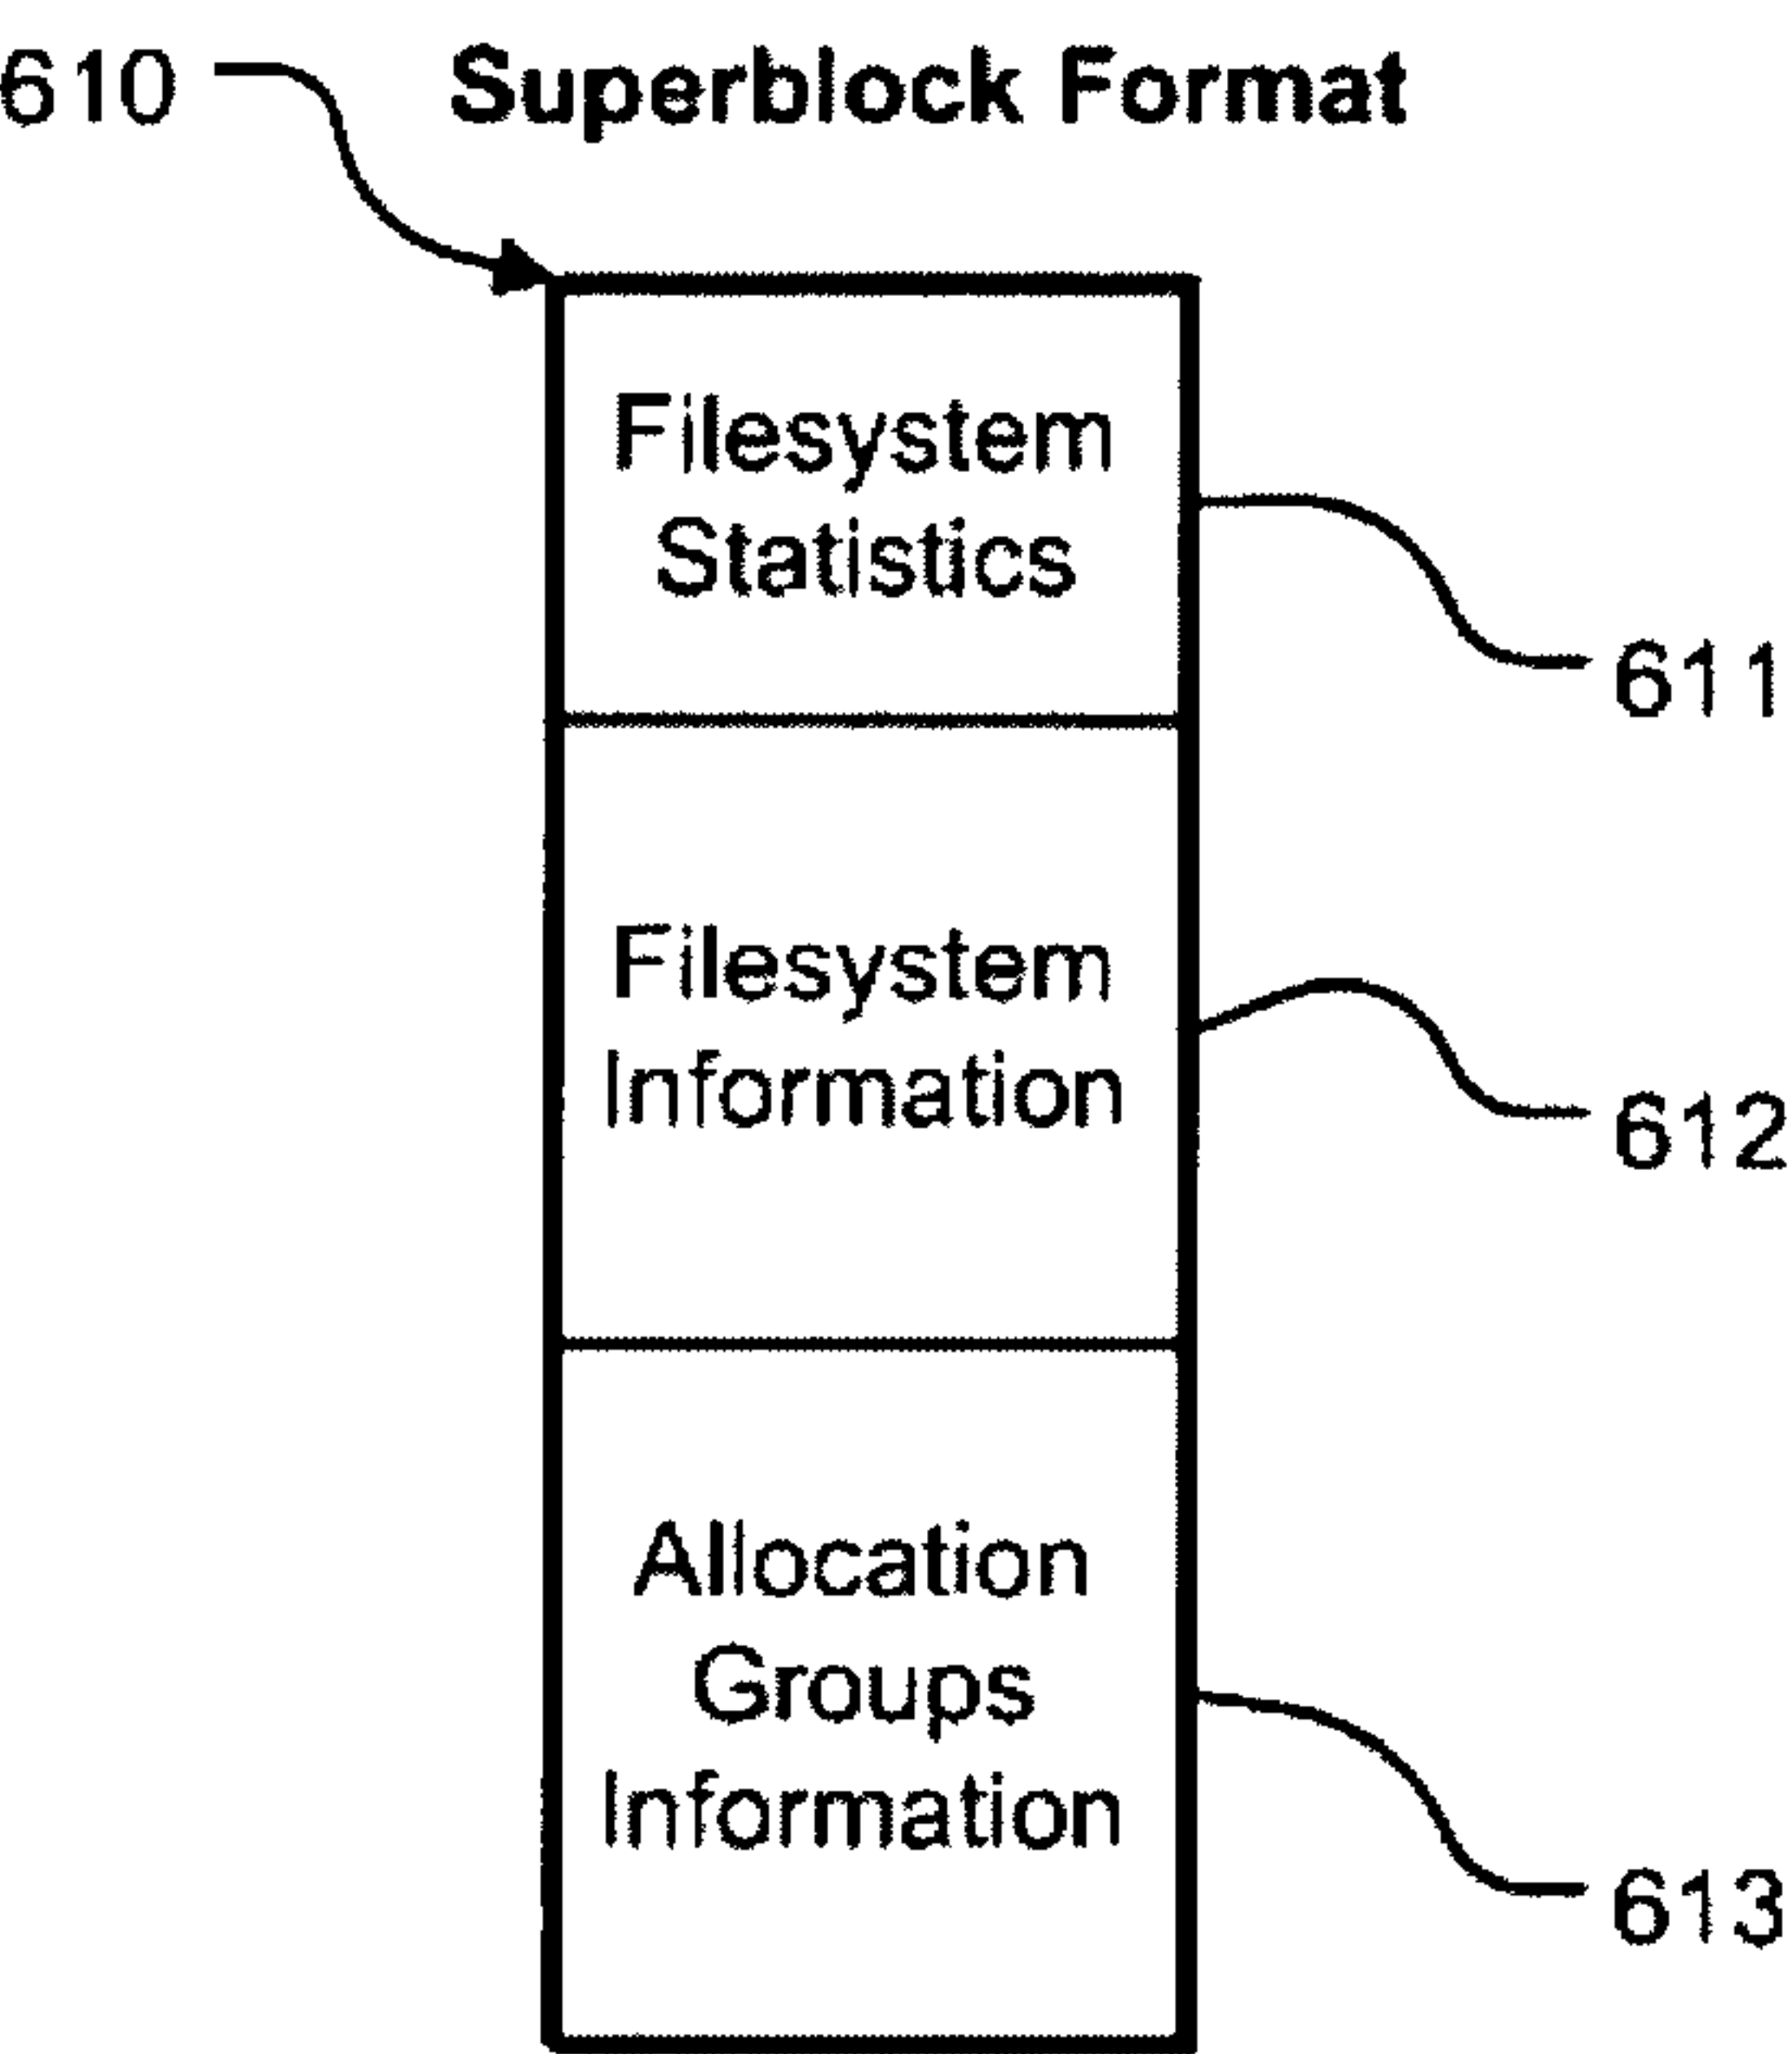 610
Superblock Format
Filesystem
Statistics
611
Filesystem
Information
612
Allocation
Groups
Information
613